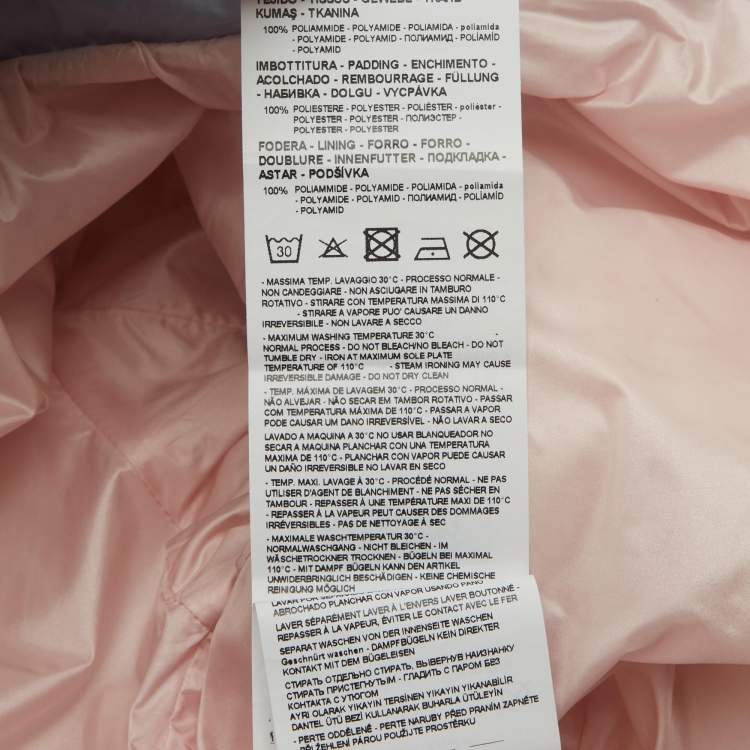 KUMAŞ - TKANINA
100% POLIAMMIDE - POLYAMIDE - POLIAMIDA - poliamida
- POLYAMIDE - POLYAMID - ПОЛИАМИД - POLÍAMİD
- POLYAMID
IMBOTTITURA - PADDING - ENCHIMENTO -
ACOLCHADO - REMBOURRAGE - FÜLLUNG
- НАБИВКА - DOLGU - VYCPÁVKA
100% POLIESTERE - POLYESTER - POLIÉSTER - poliéster -
POLYESTER - POLYESTER - ПОЛИЭСТЕР -
POLYESTER - POLYESTER
FODERA - LINING - FORRO - FORRO -
DOUBLURE - INNENFUTTER - ПОДКЛАДКА -
ASTAR - PODŠÍVKA
100% POLIAMMIDE - POLYAMIDE - POLIAMIDA - poliamida
- POLYAMIDE - POLYAMID - ПОЛИАМИД - POLÍAMİD
- POLYAMID
30
- MASSIMA TEMP. LAVAGGIO 30°C - PROCESSO NORMALE -
NON CANDEGGIARE - NON ASCIUGARE IN TAMBURO
ROTATIVO - STIRARE CON TEMPERATURA MASSIMA DI 110°C
- STIRARE A VAPORE PUO' CAUSARE UN DANNO
IRREVERSIBILE - NON LAVARE A SECCO
- MAXIMUM WASHING TEMPERATURE 30°C -
NORMAL PROCESS - DO NOT BLEACH/NO BLEACH - DO NOT
TUMBLE DRY - IRON AT MAXIMUM SOLE PLATE
TEMPERATURE OF 110°C - STEAM IRONING MAY CAUSE
IRREVERSIBLE DAMAGE - DO NOT DRY CLEAN
- TEMP. MÁXIMA DE LAVAGEM 30°C - PROCESSO NORMAL -
NÃO ALVEJAR - NÃO SECAR EM TAMBOR ROTATIVO - PASSAR
COM TEMPERATURA MÁXIMA DE 110°C - PASSAR A VAPOR
PODE CAUSAR UM DANO IRREVERSÍVEL - NÃO LAVAR A SECO
LAVADO A MAQUINA A 30°C NO USAR BLANQUEADOR NO
SECAR A MAQUINA PLANCHAR CON UNA TEMPERATURA
MAXIMA DE 110°C - PLANCHAR CON VAPOR PUEDE CAUSAR
UN DAÑO IRREVERSIBLE NO LAVAR EN SECO
- TEMP. MAXI. LAVAGE À 30°C - PROCÉDÉ NORMAL - NE PAS
UTILISER D'AGENT DE BLANCHIMENT - NE PAS SÉCHER EN
TAMBOUR - REPASSER À UNE TEMPÉRATURE MAXI DE 110°C
- REPASSER À LA VAPEUR PEUT CAUSER DES DOMMAGES
IRRÉVERSIBLES - PAS DE NETTOYAGE À SEC
- MAXIMALE WASCHTEMPERATUR 30°C -
NORMALWASCHGANG - NICHT BLEICHEN - IM
WÄSCHETROCKNER TROCKNEN - BÜGELN BEI MAXIMAL
110°C - MIT DAMPF BÜGELN KANN DEN ARTIKEL
UNWIDERBRINGLICH BESCHÄDIGEN - KEINE CHEMISCHE
REINIGUNG MÖGLICH
ABROCHADO PLANCHAR CON VAPOR USANDO PANO
LAVER SÉPARÉMENT LAVER À L'ENVERS LAVER BOUTONNÉ -
REPASSER À LA VAPEUR, ÉVITER LE CONTACT AVEC LE FER
SEPARAT WASCHEN VON DER INNENSEITE WASCHEN
Geschnürt waschen - DAMPFBÜGELN KEIN DIREKTER
KONTAKT MIT DEM BÜGELEISEN
СТИРАТЬ ОТДЕЛЬНО СТИРАТЬ, ВЫВЕРНУВ НАИЗНАНКУ
СТИРАТЬ ПРИСТЕГНУТЫМ - ГЛАДИТЬ С ПАРОМ БЕЗ
КОНТАКТА С УТЮГОМ
AYRI OLARAK YIKAYIN TERSİNEN YIKAYIN YIKANABİLİR
DANTEL ÜTÜ BEZİ KULLANARAK BUHARLA ÜTÜLEYİN
- PERTE ODDĚLENĚ - PERTE NARUBY PŘED PRANÍM ZAPNĚTE
PŘI ŽEHLENÍ PÁROU POUŽIJTE PROSTĚRKU